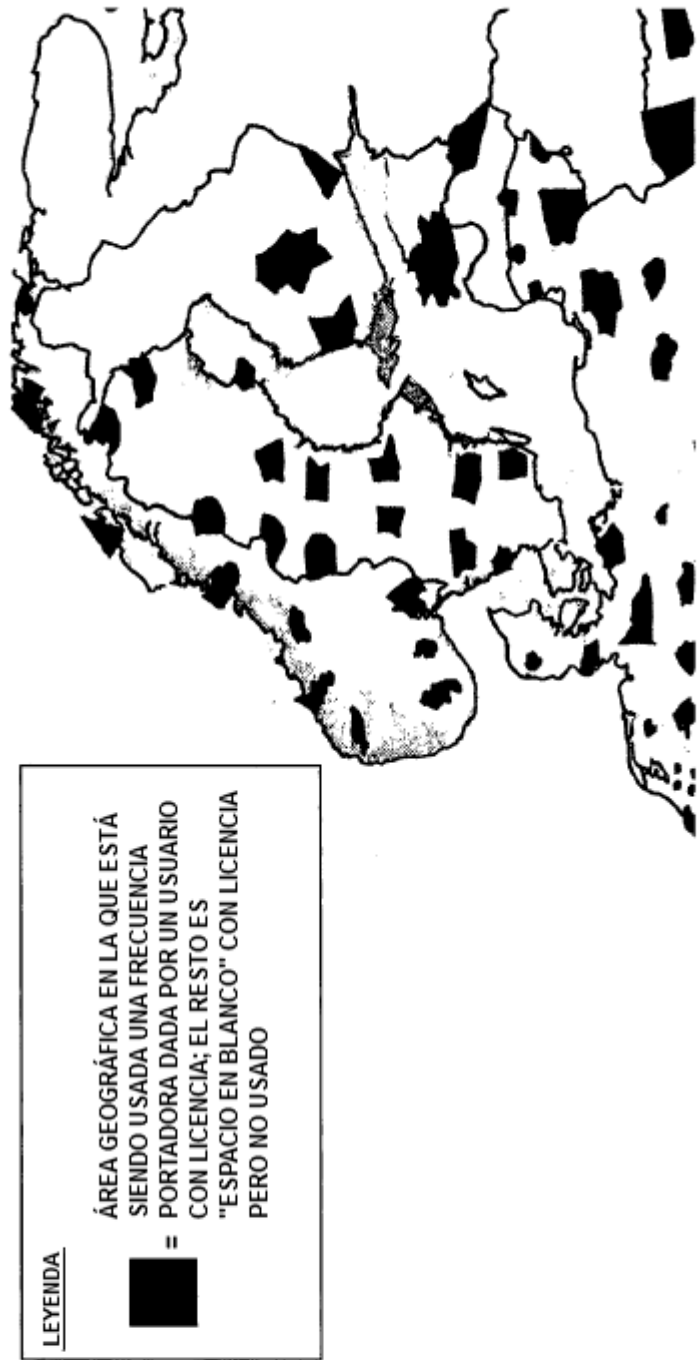 LEYENDA
ÁREA GEOGRÁFICA EN LA QUE ESTÁ
SIENDO USADA UNA FRECUENCIA
= PORTADORA DADA POR UN USUARIO
CON LICENCIA; EL RESTO ES
"ESPACIO EN BLANCO" CON LICENCIA
PERO NO USADO